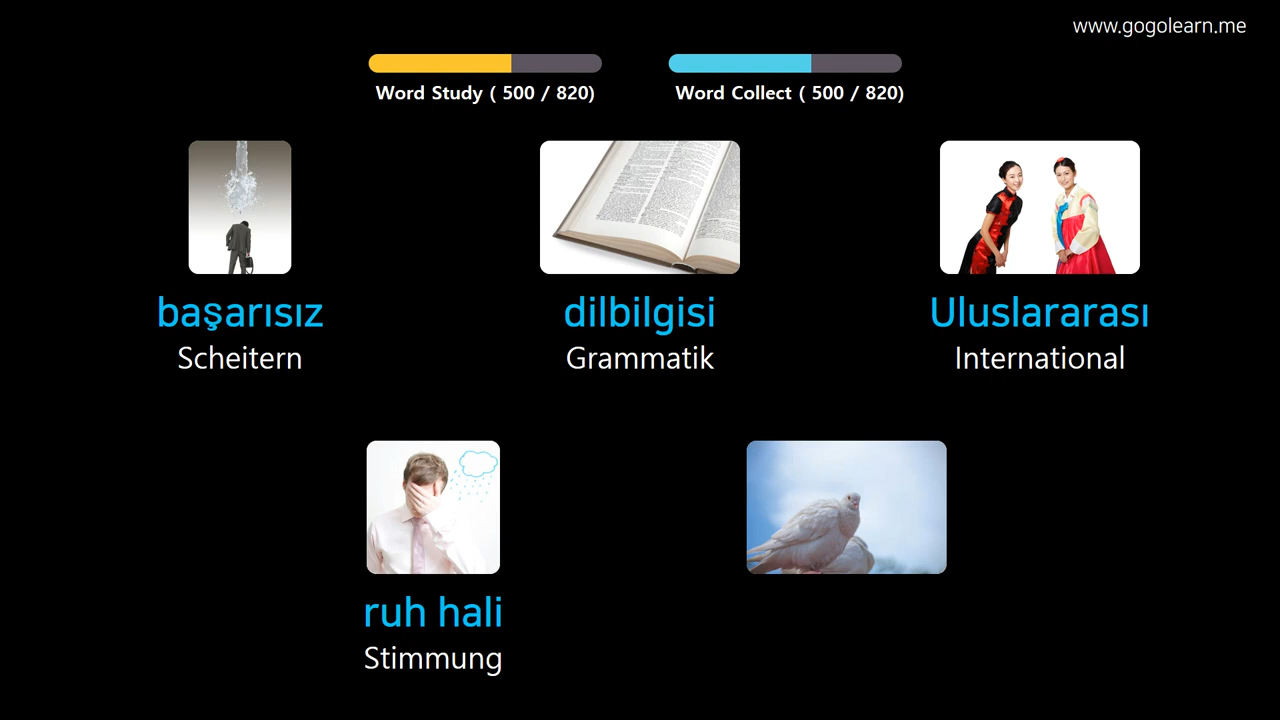 www.gogolearn.me
Word Study ( 500 / 820)
Word Collect ( 500 / 820)
başarısız
Scheitern
dilbilgisi
Grammatik
Uluslararası
International
ruh hali
Stimmung